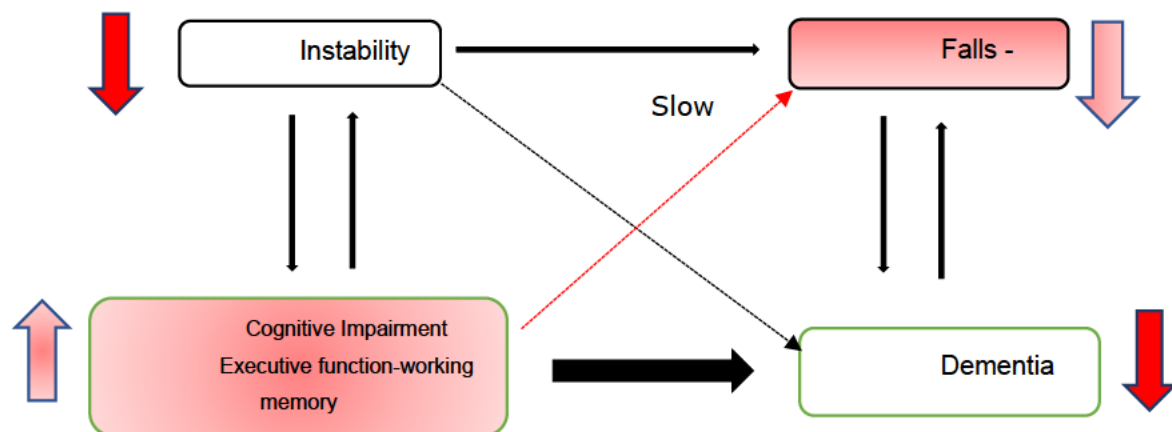 Instability
Falls -
Slow
Cognitive Impairment
Executive function-working
memory
Dementia